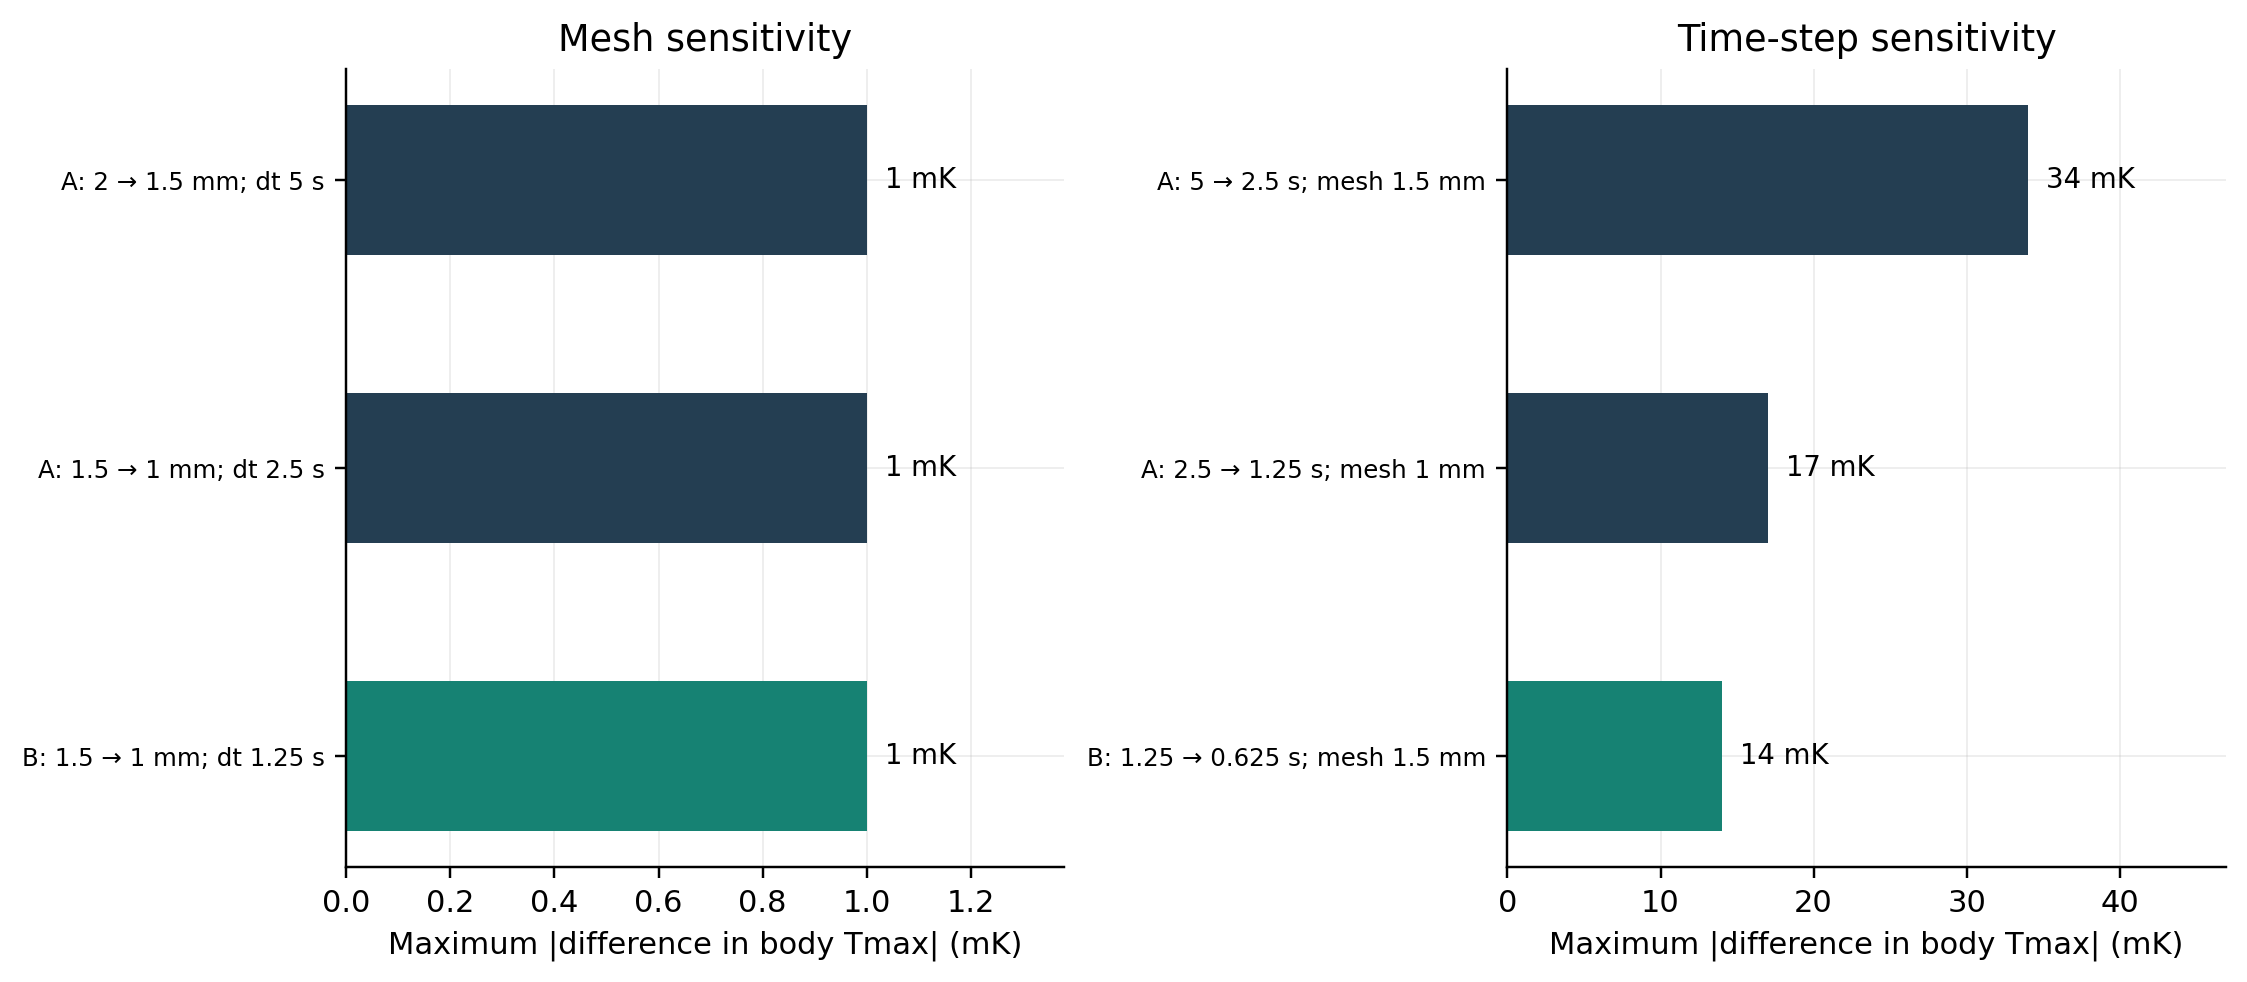 Mesh sensitivity
A: 2 → 1.5 mm; dt 5 s
1 mK
A: 1.5 → 1 mm; dt 2.5 s
1 mK
B: 1.5 → 1 mm; dt 1.25 s
1 mK
0.0 0.2 0.4 0.6 0.8 1.0 1.2
Maximum |difference in body Tmax| (mK)
Time-step sensitivity
A: 5 → 2.5 s; mesh 1.5 mm
34 mK
A: 2.5 → 1.25 s; mesh 1 mm
17 mK
B: 1.25 → 0.625 s; mesh 1.5 mm
14 mK
0 10 20 30 40
Maximum |difference in body Tmax| (mK)